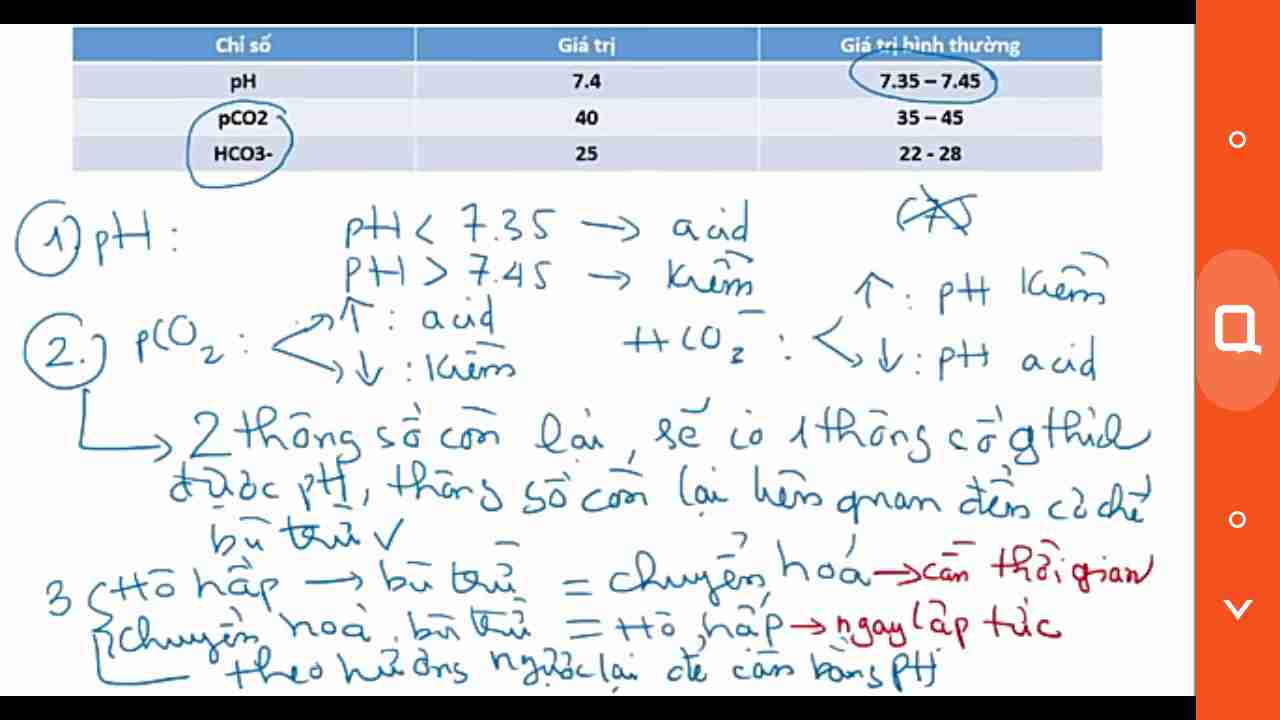 Chỉ số Giá trị Giá trị bình thường
pH 7.4 7.35 – 7.45
pCO2 40 35 – 45
HCO3- 25 22 - 28
1) pH : pH < 7.35 → acid
pH > 7.45 → kiềm
2.) pCO2 : ↑ : acid
↓ : kiềm
HCO2- : ↑ : pH kiềm
↓ : pH acid
→ 2 thông số còn lại, sẽ có 1 thông số gthích
được pH, thông số còn lại liên quan đến cơ chế
bù trừ ✓
3 Hô hấp → bù trừ = chuyển hoá → cần thời gian
chuyển hoá, bù trừ = Hô hấp → ngay lập tức
theo hướng ngược lại để cân bằng pH